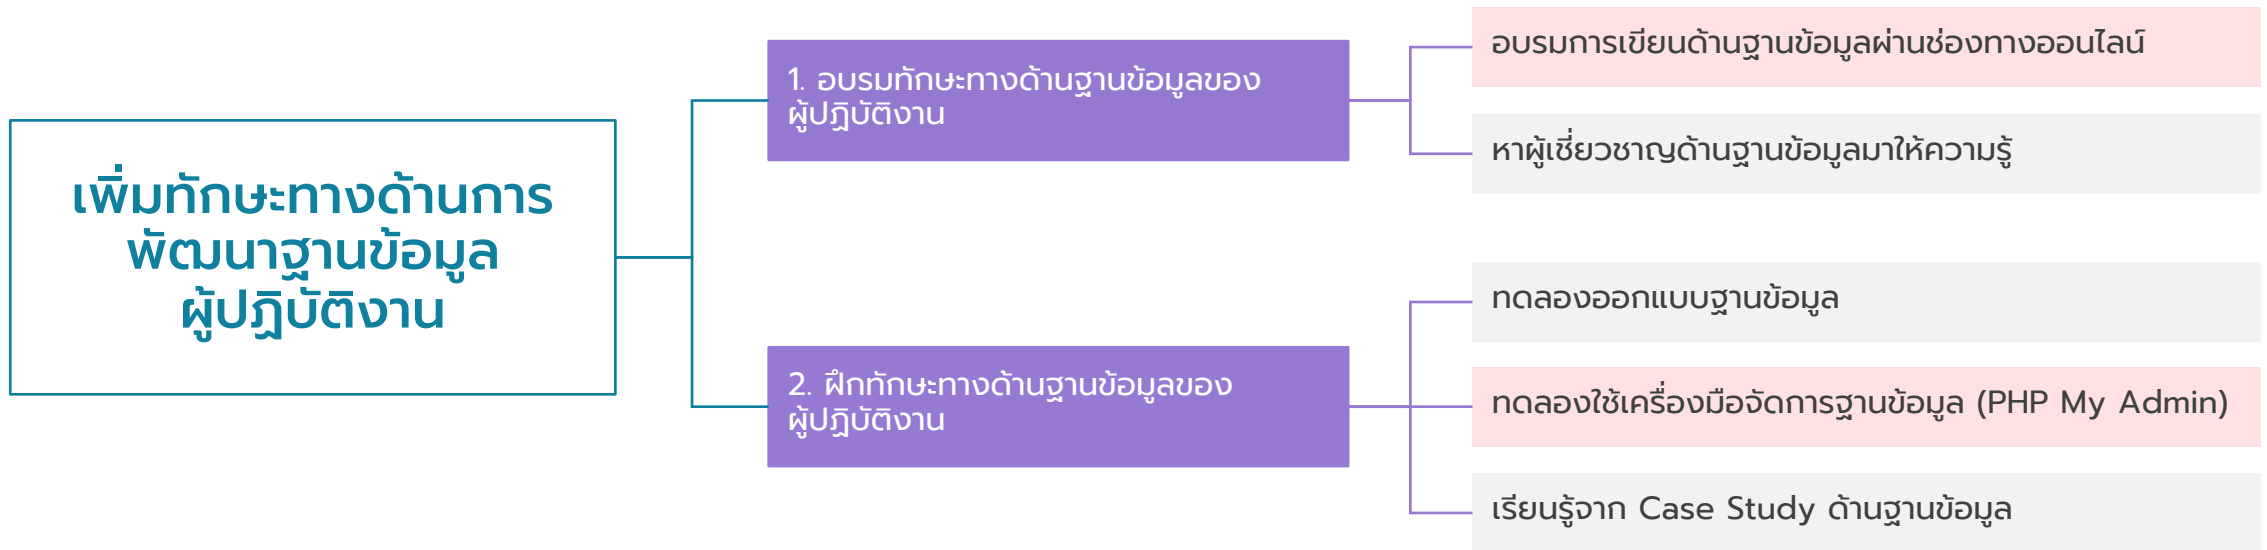 เพิ่มทักษะทางด้านการ
พัฒนาฐานข้อมูล
ผู้ปฏิบัติงาน
1. อบรมทักษะทางด้านฐานข้อมูลของ
ผู้ปฏิบัติงาน
อบรมการเขียนด้านฐานข้อมูลผ่านช่องทางออนไลน์
หาผู้เชี่ยวชาญด้านฐานข้อมูลมาให้ความรู้
2. ฝึกทักษะทางด้านฐานข้อมูลของ
ผู้ปฏิบัติงาน
ทดลองออกแบบฐานข้อมูล
ทดลองใช้เครื่องมือจัดการฐานข้อมูล (PHP My Admin)
เรียนรู้จาก Case Study ด้านฐานข้อมูล